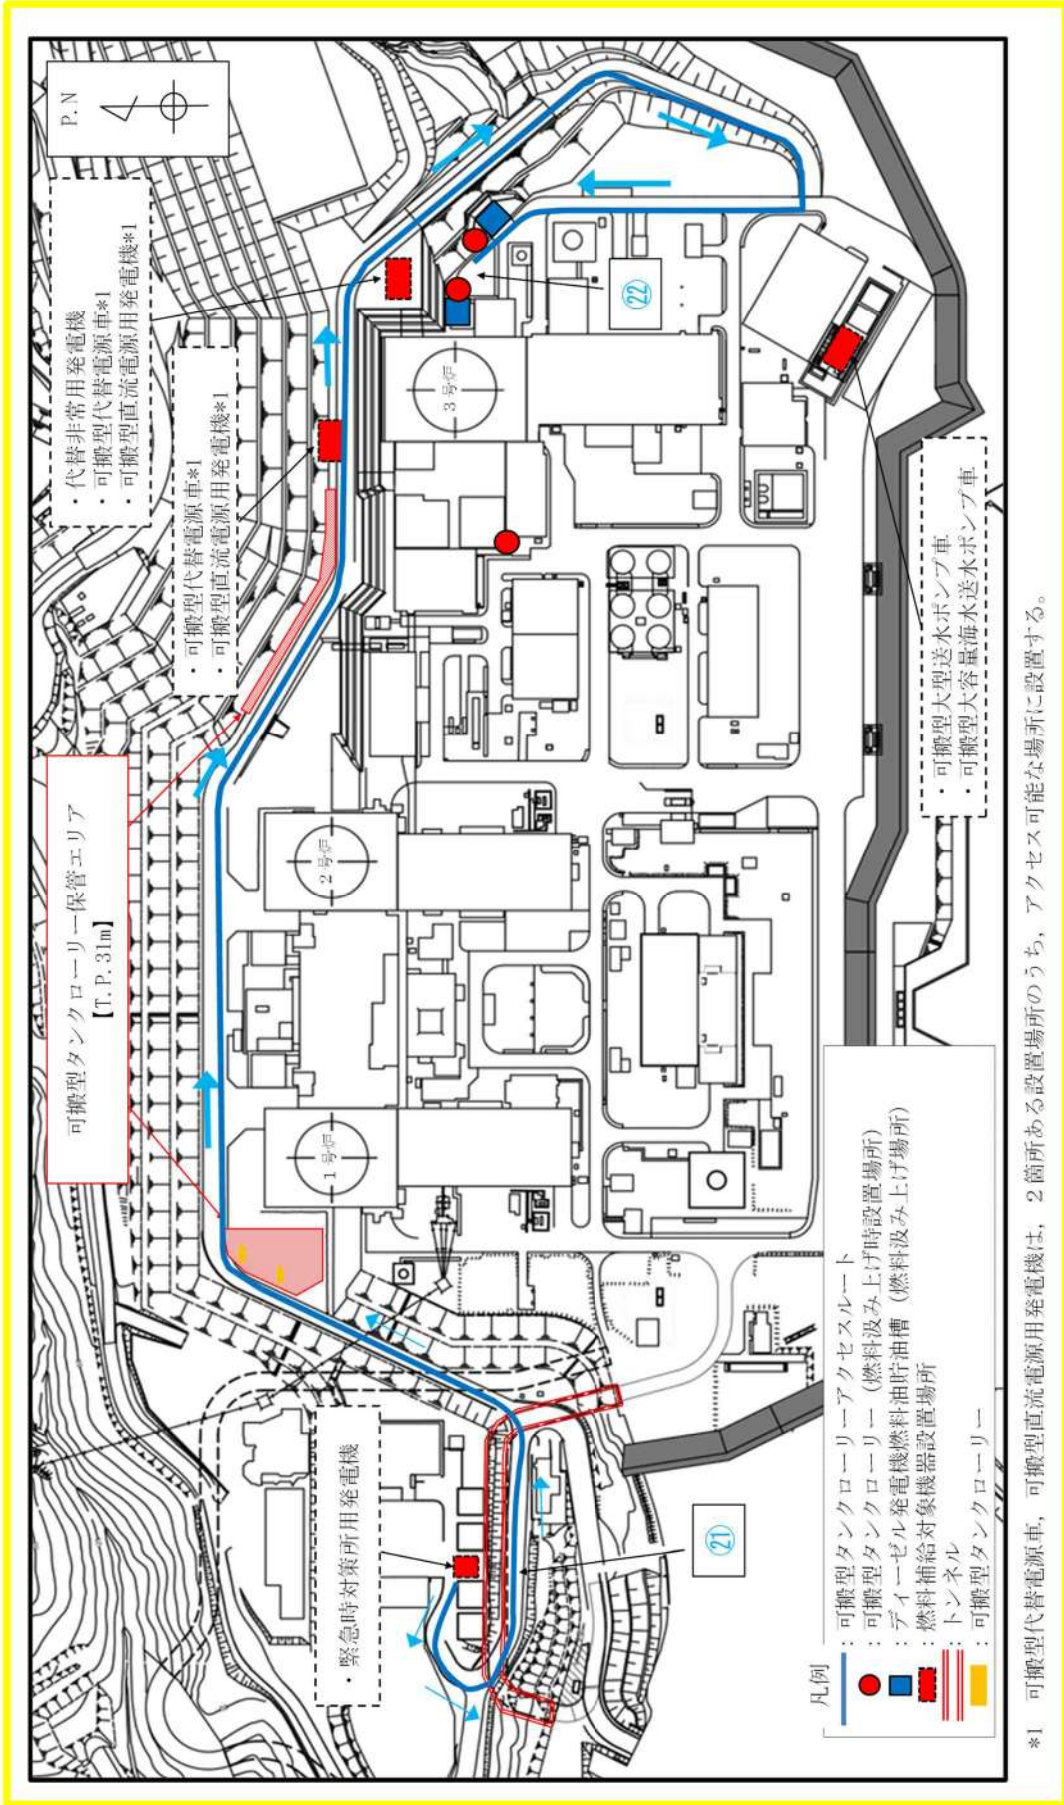 P.N
・代替非常用発電機
・可搬型代替電源車*1
・可搬型直流電源用発電機*1
・可搬型代替電源車*1
・可搬型直流電源用発電機*1
可搬型タンクローリー保管エリア
【T.P.31m】
・緊急時対策所用発電機
1号炉
2号炉
3号炉
㉑
㉒
・可搬型大型送水ポンプ車
・可搬型大容量海水送水ポンプ車
凡例
：可搬型タンクローリーアクセスルート
：可搬型タンクローリー（燃料汲み上げ時設置場所）
：ディーゼル発電機燃料油貯油槽（燃料汲み上げ場所）
：燃料補給対象機器設置場所
：トンネル
：可搬型タンクローリー
*1　可搬型代替電源車，可搬型直流電源用発電機は，2箇所ある設置場所のうち，アクセス可能な場所に設置する。